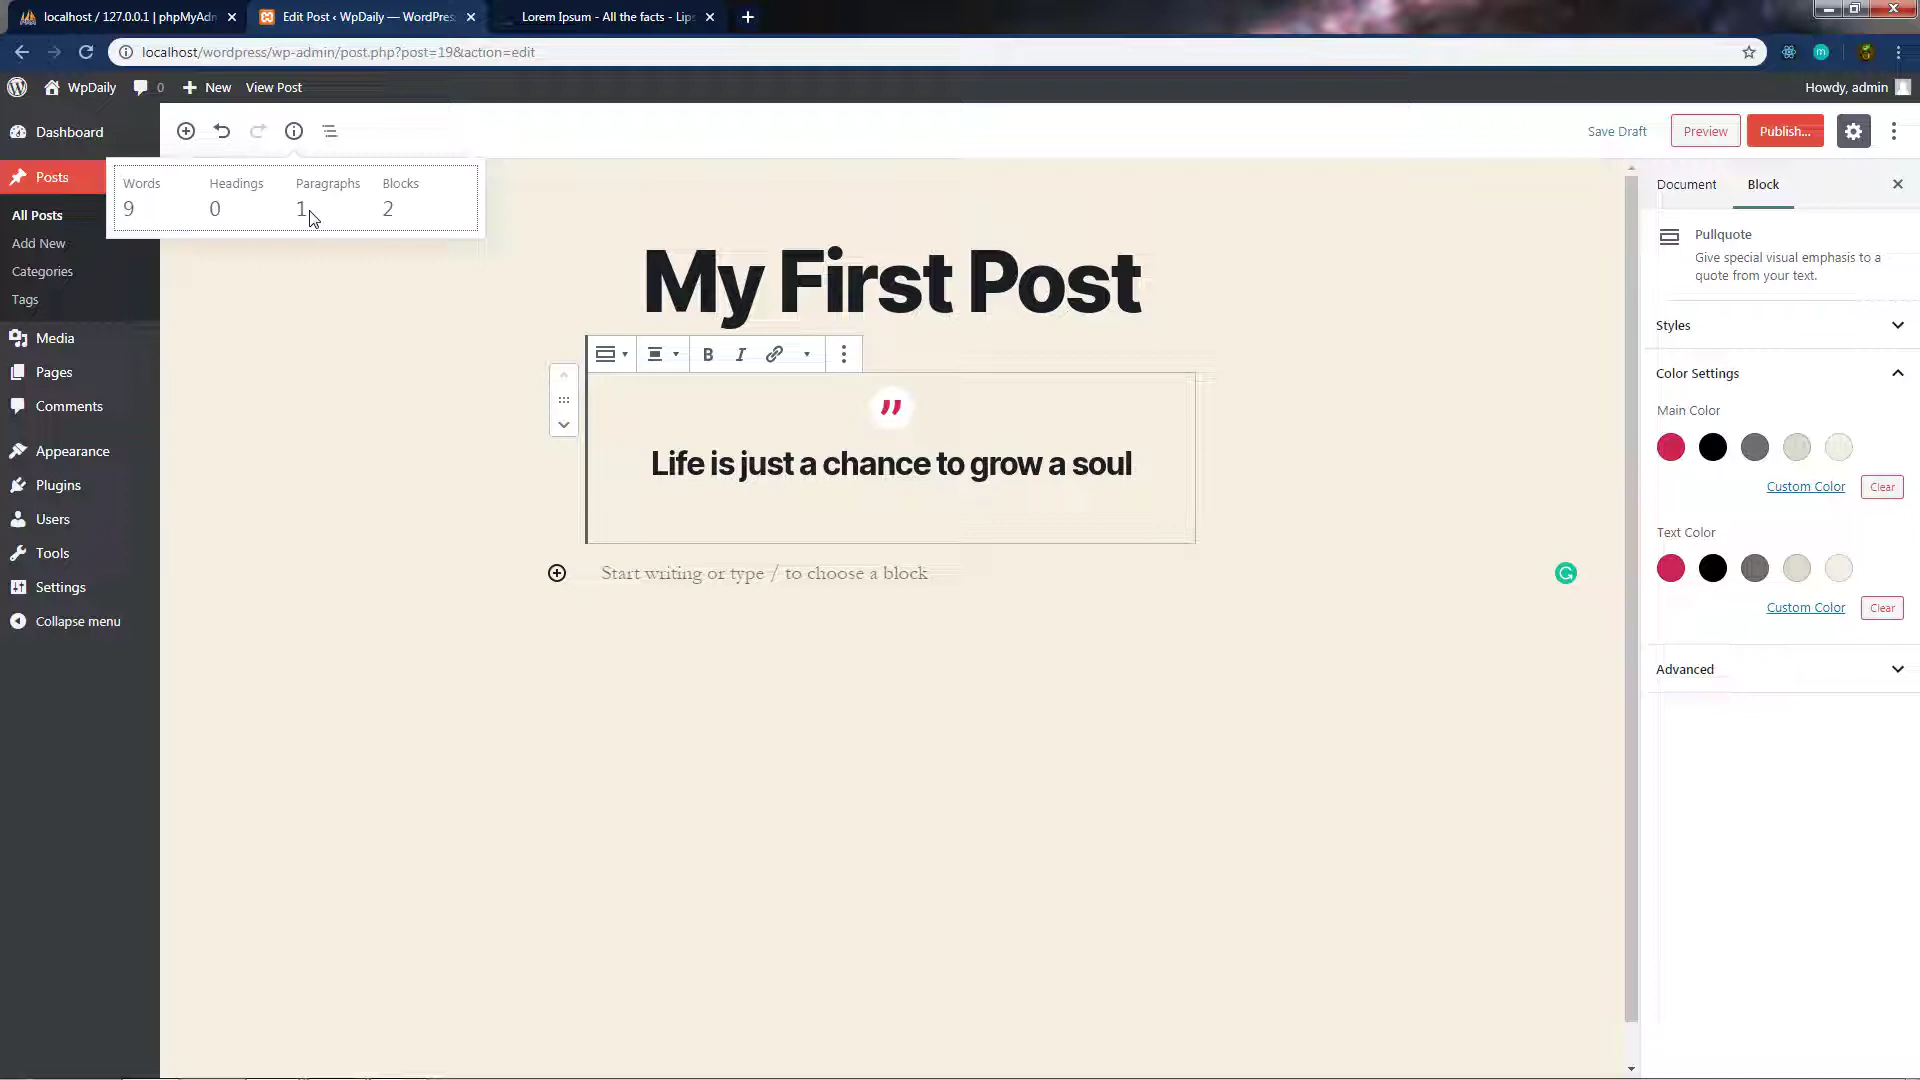 localhost / 127.0.0.1 | phpMyAdm
Edit Post ‹ WpDaily — WordPress
Lorem Ipsum - All the facts - Lips
localhost/wordpress/wp-admin/post.php?post=19&action=edit
WpDaily
0
New
View Post
Howdy, admin
Dashboard
Save Draft
Preview
Publish...
Posts
Words
Headings
Paragraphs
Blocks
9
0
1
2
Document
Block
All Posts
Add New
Categories
Tags
Media
Pages
Comments
Appearance
Plugins
Users
Tools
Settings
Collapse menu
My First Post
B
I
Life is just a chance to grow a soul
Start writing or type / to choose a block
Pullquote
Give special visual emphasis to a
quote from your text.
Styles
Color Settings
Main Color
Custom Color
Clear
Text Color
Custom Color
Clear
Advanced